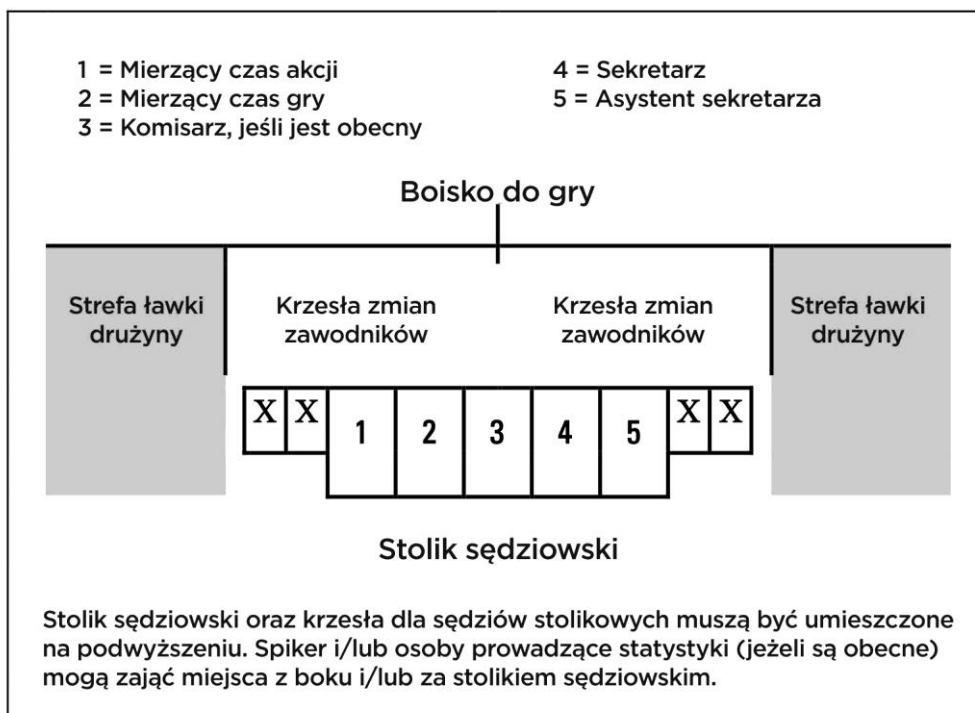 1 = Mierzący czas akcji
2 = Mierzący czas gry
3 = Komisarz, jeśli jest obecny
4 = Sekretarz
5 = Asystent sekretarza
Boisko do gry
Strefa ławki
drużyny
Krzesła zmian
zawodników
Krzesła zmian
zawodników
Strefa ławki
drużyny
X X 1 2 3 4 5 X X
Stolik sędziowski
Stolik sędziowski oraz krzesła dla sędziów stolikowych muszą być umieszczone
na podwyższeniu. Spiker i/lub osoby prowadzące statystyki (jeżeli są obecne)
mogą zająć miejsca z boku i/lub za stolikiem sędziowskim.